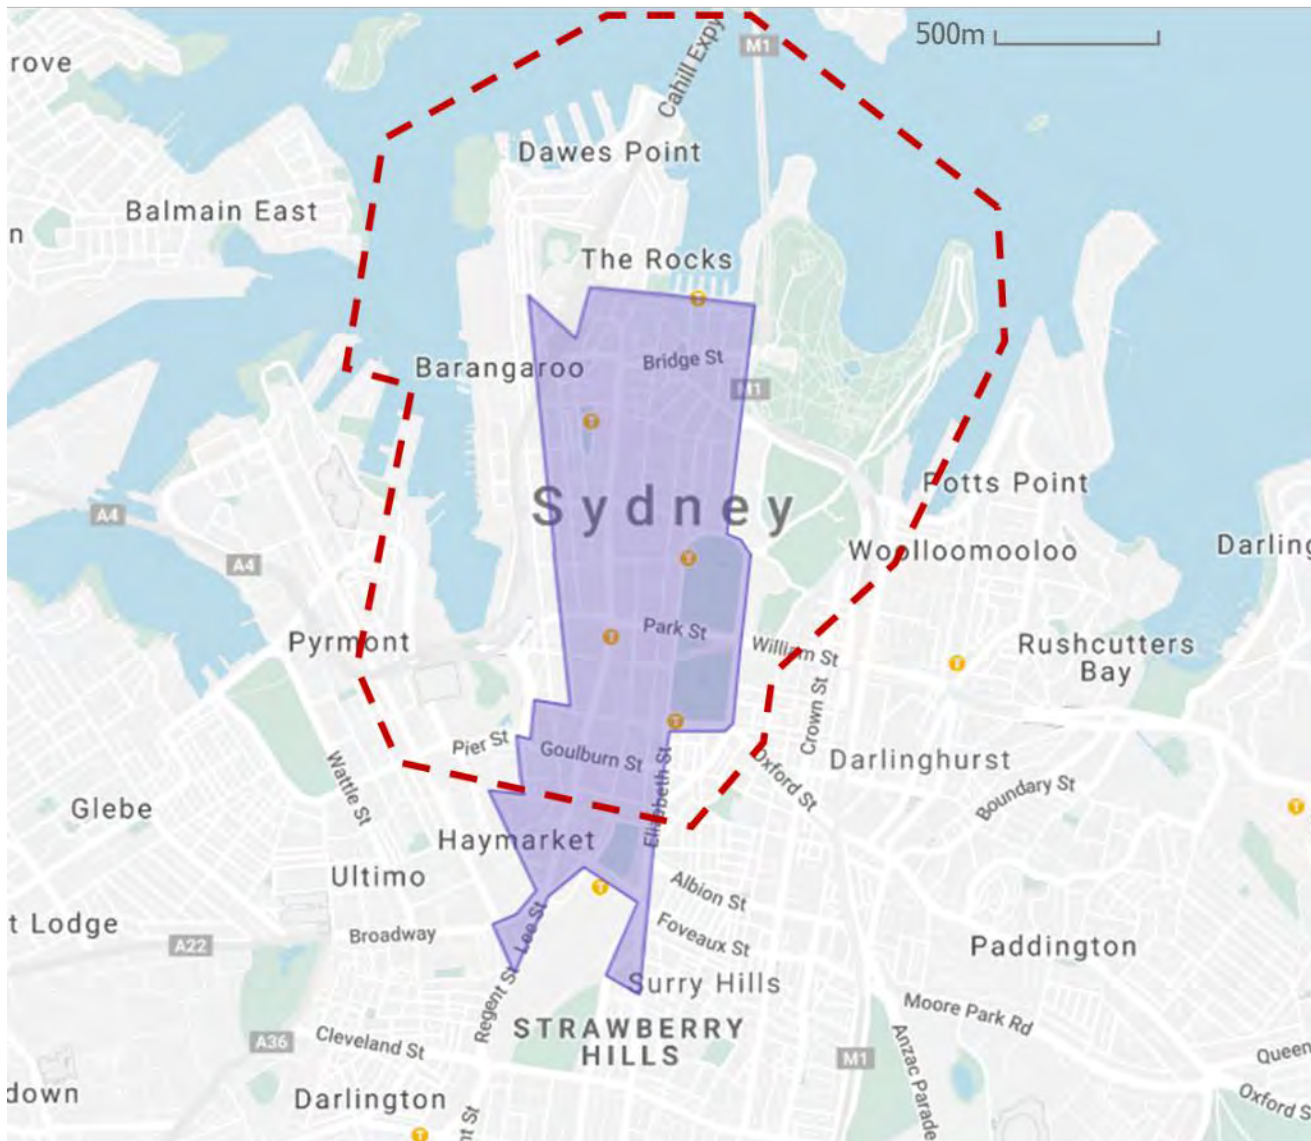 500m
M1
Cahill Expy
rove
Dawes Point
Balmain East
n
The Rocks
T
Bridge St
Barangaroo
M1
T
Potts Point
Sydney
A4
Woolloomooloo
Darling
T
A4
Park St
T
Pyrmont
William St
T
Rushcutters
Bay
Crown St
T
Pier St
Goulburn St
Elizabeth St
Oxford St
Darlinghurst
Wattle St
Boundary St
Glebe
T
Haymarket
Ultimo
T
Albion St
t Lodge
Broadway
Lee St
Foveaux St
A22
Paddington
Regent St
Surry Hills
STRAWBERRY
HILLS
Moore Park Rd
A36
Cleveland St
M1
Anzac Parade
Queen
down
Darlington
Oxford S
nt St
T